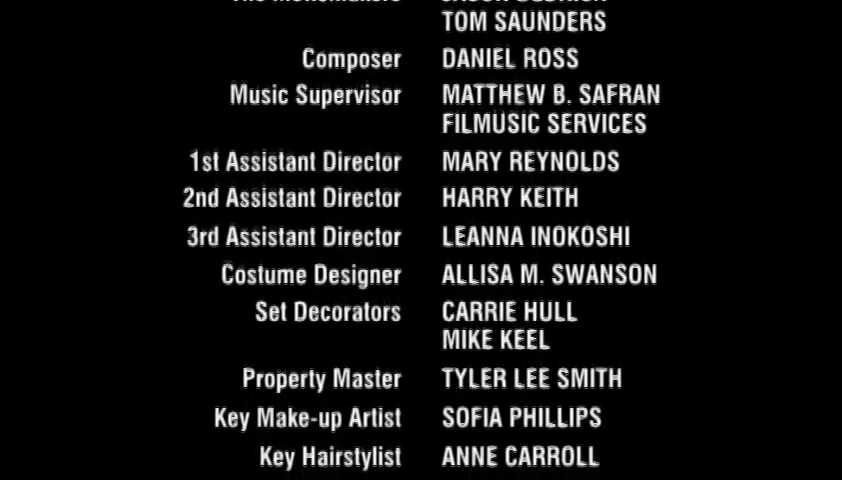 TOM SAUNDERS
Composer DANIEL ROSS
Music Supervisor MATTHEW B. SAFRAN
FILMUSIC SERVICES
1st Assistant Director MARY REYNOLDS
2nd Assistant Director HARRY KEITH
3rd Assistant Director LEANNA INOKOSHI
Costume Designer ALLISA M. SWANSON
Set Decorators CARRIE HULL
MIKE KEEL
Property Master TYLER LEE SMITH
Key Make-up Artist SOFIA PHILLIPS
Key Hairstylist ANNE CARROLL